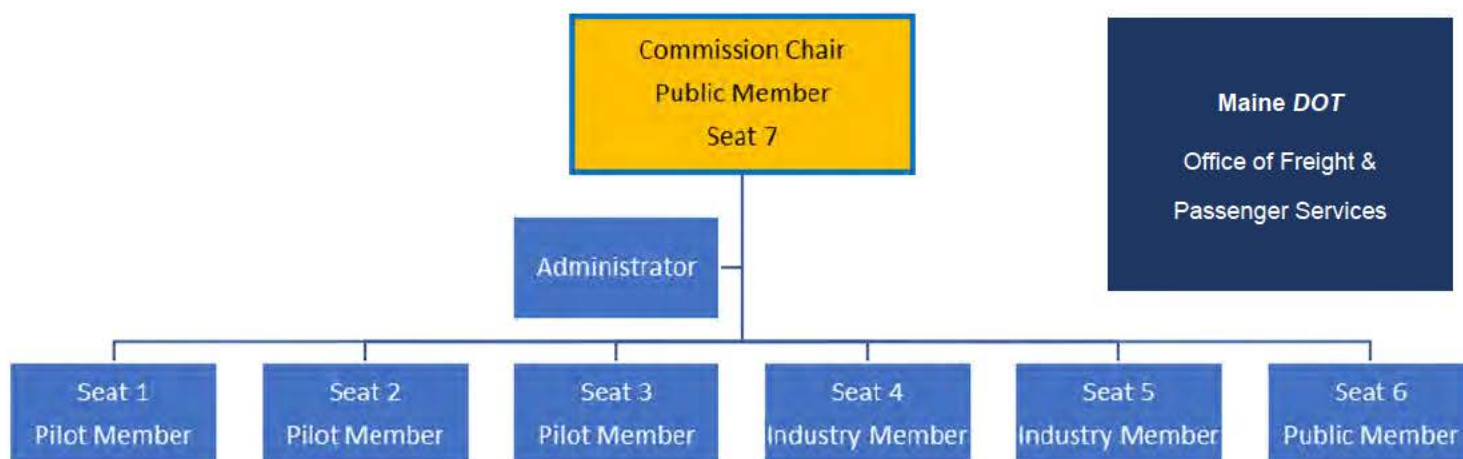 Commission Chair
Public Member
Seat 7
Maine DOT
Office of Freight &
Passenger Services
Administrator
Seat 1
Pilot Member
Seat 2
Pilot Member
Seat 3
Pilot Member
Seat 4
Industry Member
Seat 5
Industry Member
Seat 6
Public Member